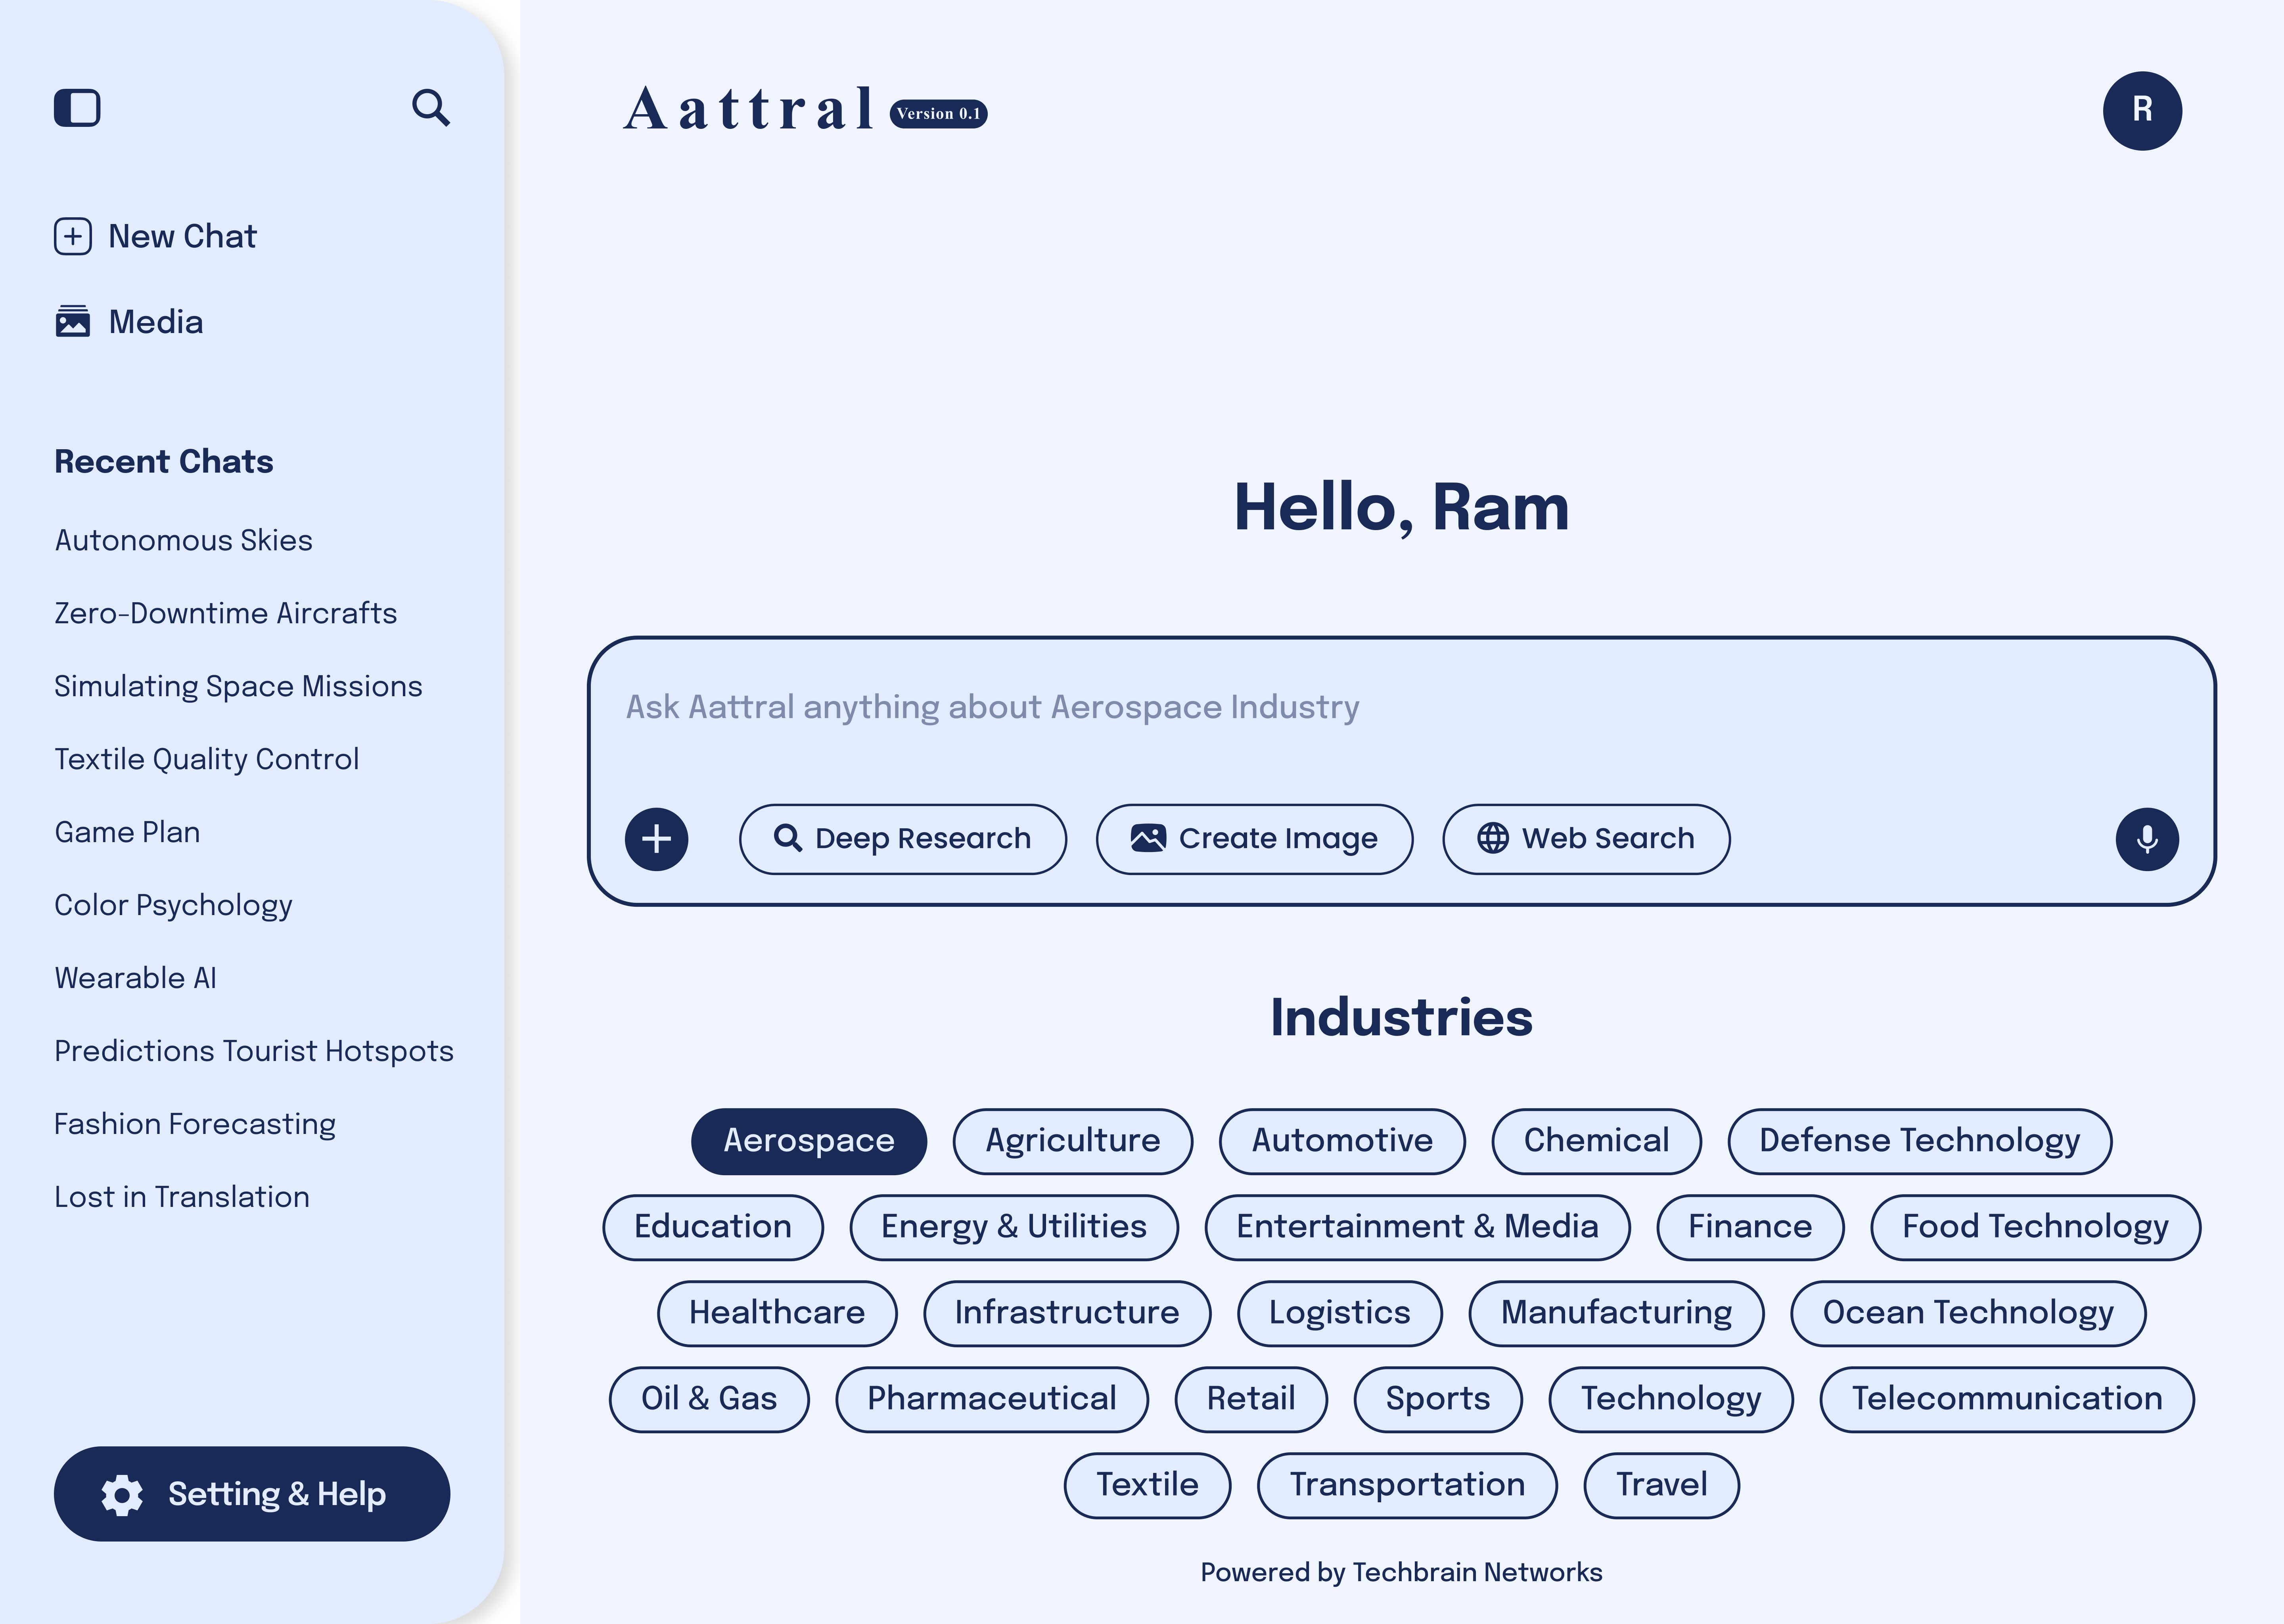 New Chat
Media
Recent Chats
Autonomous Skies
Zero-Downtime Aircrafts
Simulating Space Missions
Textile Quality Control
Game Plan
Color Psychology
Wearable AI
Predictions Tourist Hotspots
Fashion Forecasting
Lost in Translation
Setting & Help
Aattral Version 0.1
R
Hello, Ram
Ask Aattral anything about Aerospace Industry
Deep Research Create Image Web Search
Industries
Aerospace Agriculture Automotive Chemical Defense Technology
Education Energy & Utilities Entertainment & Media Finance Food Technology
Healthcare Infrastructure Logistics Manufacturing Ocean Technology
Oil & Gas Pharmaceutical Retail Sports Technology Telecommunication
Textile Transportation Travel
Powered by Techbrain Networks